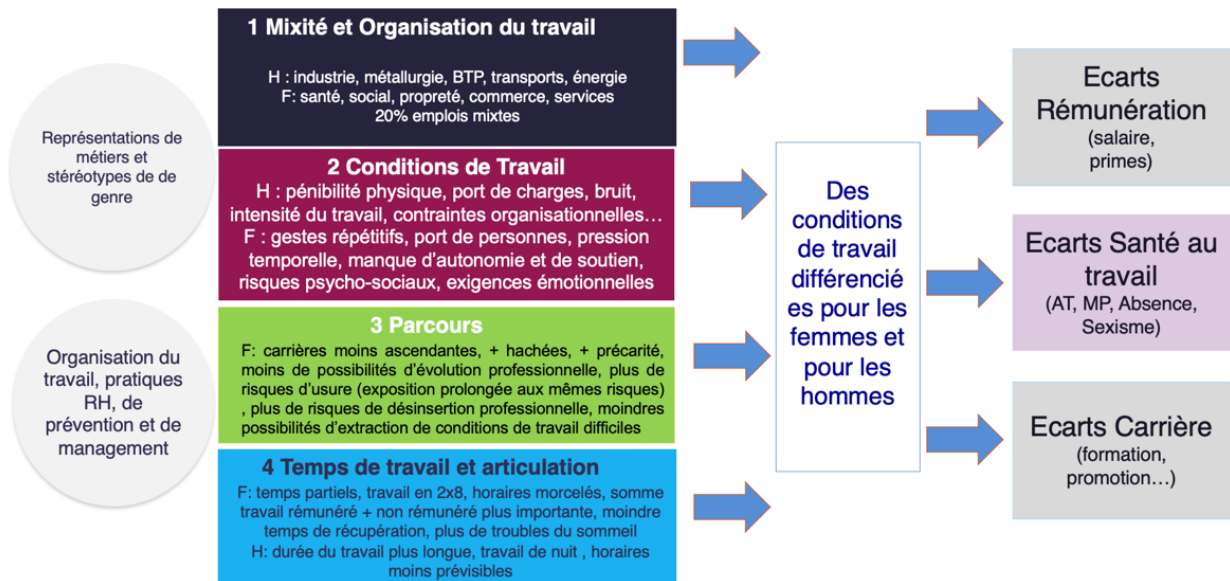 Représentations de
métiers et
stéréotypes de de
genre
Organisation du
travail, pratiques
RH, de
prévention et de
management
1 Mixité et Organisation du travail
H : industrie, métallurgie, BTP, transports, énergie
F: santé, social, propreté, commerce, services
20% emplois mixtes
2 Conditions de Travail
H : pénibilité physique, port de charges, bruit,
intensité du travail, contraintes organisationnelles…
F : gestes répétitifs, port de personnes, pression
temporelle, manque d'autonomie et de soutien,
risques psycho-sociaux, exigences émotionnelles
3 Parcours
F: carrières moins ascendantes, + hachées, + précarité,
moins de possibilités d'évolution professionnelle, plus de
risques d'usure (exposition prolongée aux mêmes risques)
, plus de risques de désinsertion professionnelle, moindres
possibilités d'extraction de conditions de travail difficiles
4 Temps de travail et articulation
F: temps partiels, travail en 2x8, horaires morcelés, somme
travail rémunéré + non rémunéré plus importante, moindre
temps de récupération, plus de troubles du sommeil
H: durée du travail plus longue, travail de nuit , horaires
moins prévisibles
Des
conditions
de travail
différencié
es pour les
femmes et
pour les
hommes
Ecarts
Rémunération
(salaire,
primes)
Ecarts Santé au
travail
(AT, MP, Absence,
Sexisme)
Ecarts Carrière
(formation,
promotion…)